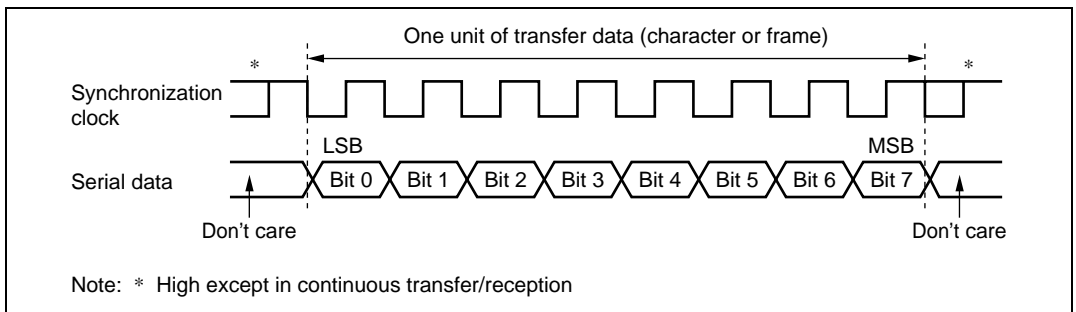 One unit of transfer data (character or frame)
* *
Synchronization
clock
LSB MSB
Serial data Bit 0 Bit 1 Bit 2 Bit 3 Bit 4 Bit 5 Bit 6 Bit 7
Don't care Don't care
Note: * High except in continuous transfer/reception